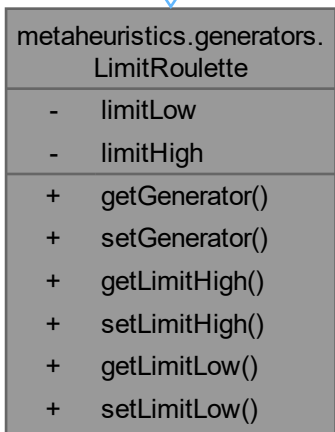 metaheuristics.generators.
LimitRoulette
- limitLow
- limitHigh
+ getGenerator()
+ setGenerator()
+ getLimitHigh()
+ setLimitHigh()
+ getLimitLow()
+ setLimitLow()